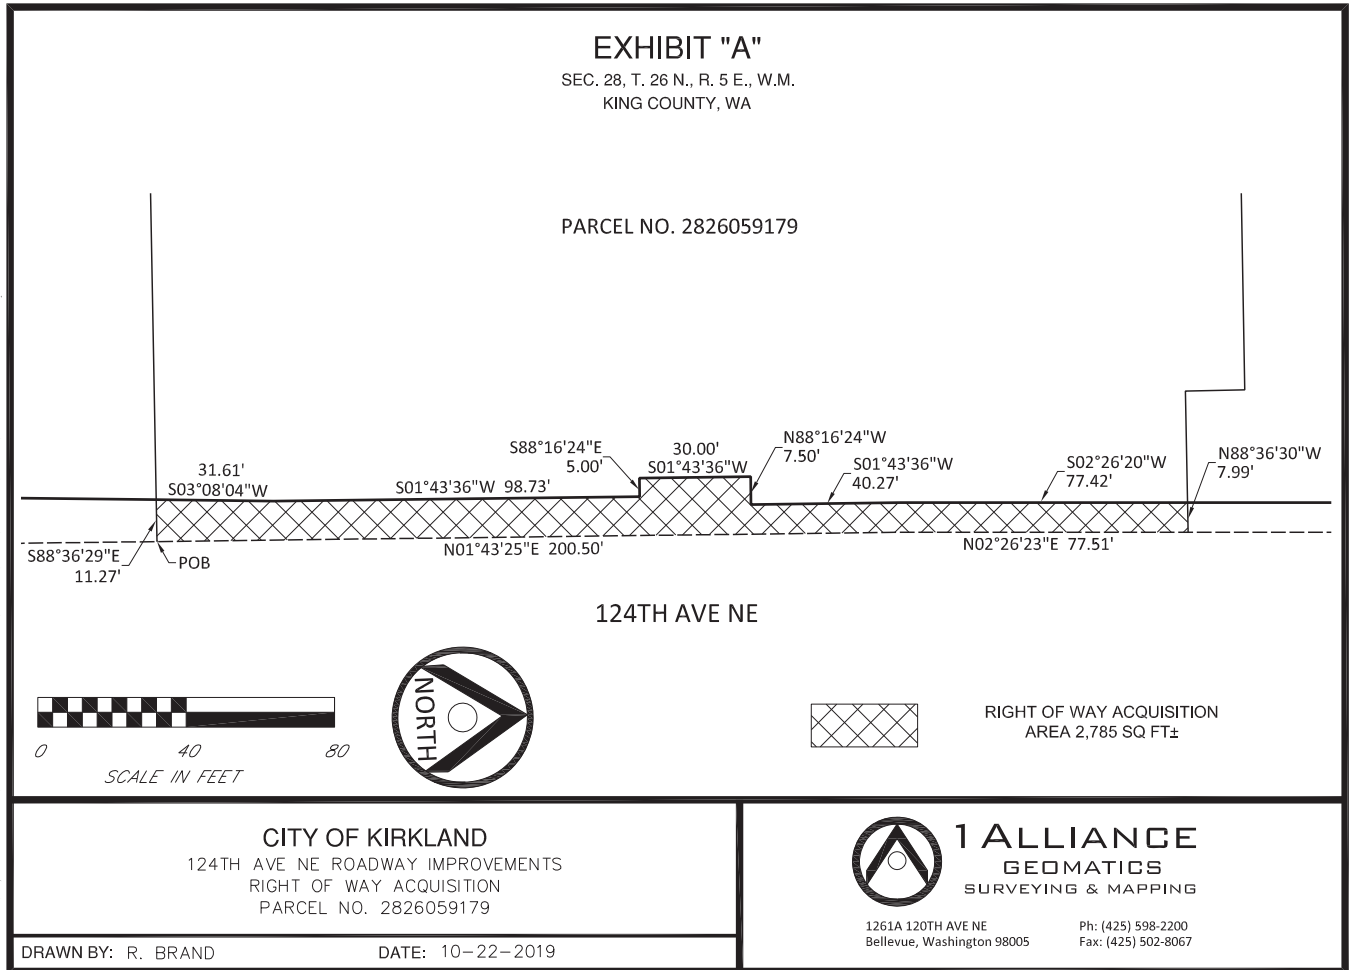 EXHIBIT "A"
SEC. 28, T. 26 N., R. 5 E., W.M.
KING COUNTY, WA
PARCEL NO. 2826059179
31.61'
S03°08'04"W
S01°43'36"W 98.73'
S88°16'24"E
5.00'
30.00'
S01°43'36"W
N88°16'24"W
7.50'
S01°43'36"W
40.27'
S02°26'20"W
77.42'
N88°36'30"W
7.99'
S88°36'29"E
11.27'
POB
N01°43'25"E 200.50'
N02°26'23"E 77.51'
124TH AVE NE
0 40 80
SCALE IN FEET
NORTH
RIGHT OF WAY ACQUISITION
AREA 2,785 SQ FT±
CITY OF KIRKLAND
124TH AVE NE ROADWAY IMPROVEMENTS
RIGHT OF WAY ACQUISITION
PARCEL NO. 2826059179
DRAWN BY: R. BRAND DATE: 10-22-2019
1 ALLIANCE
GEOMATICS
SURVEYING & MAPPING
1261A 120TH AVE NE
Bellevue, Washington 98005
Ph: (425) 598-2200
Fax: (425) 502-8067